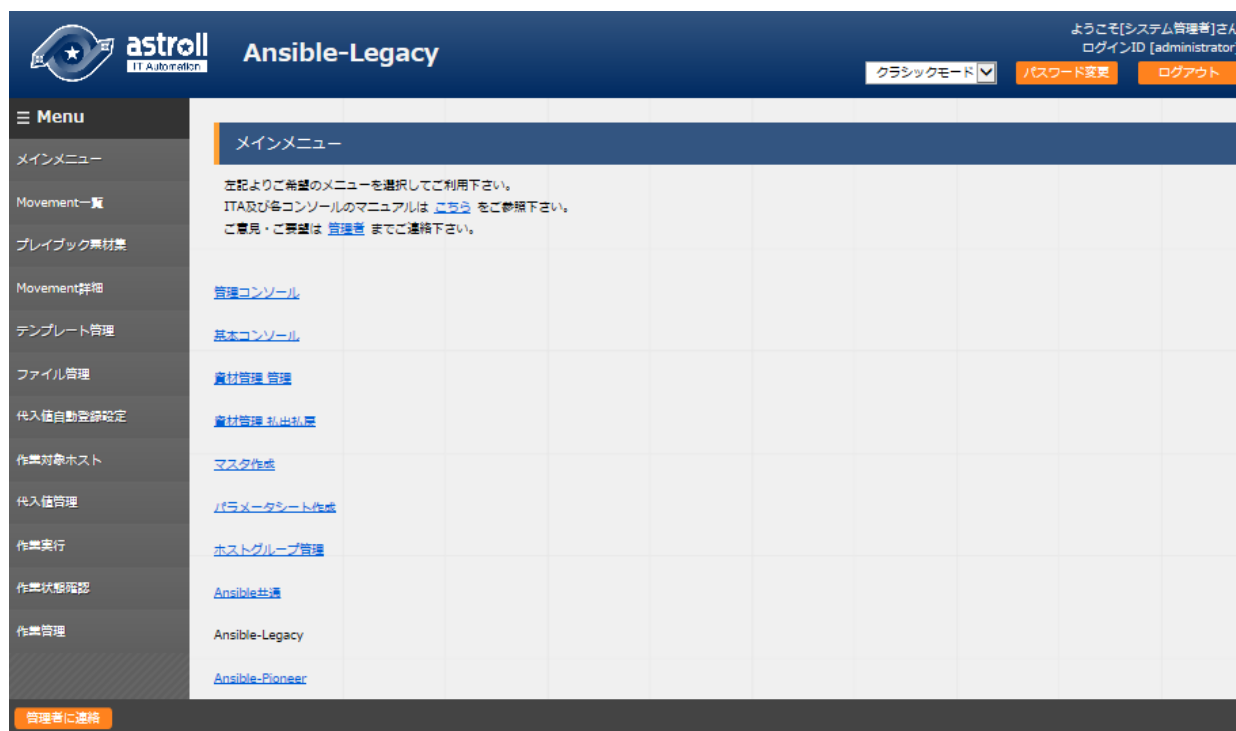 astroll
IT Automation
Ansible-Legacy
ようこそ[システム管理者]さん
ログインID [administrator]
クラシックモード
パスワード変更
ログアウト
☰ Menu
メインメニュー
Movement一覧
プレイブック素材集
Movement詳細
テンプレート管理
ファイル管理
代入値自動登録設定
作業対象ホスト
代入値管理
作業実行
作業状態確認
作業管理
メインメニュー
左記よりご希望のメニューを選択してご利用下さい。
ITA及び各コンソールのマニュアルは こちら をご参照下さい。
ご意見・ご要望は 管理者 までご連絡下さい。
管理コンソール
基本コンソール
資材管理 管理
資材管理 払出払戻
マスタ作成
パラメータシート作成
ホストグループ管理
Ansible共通
Ansible-Legacy
Ansible-Pioneer
管理者に連絡